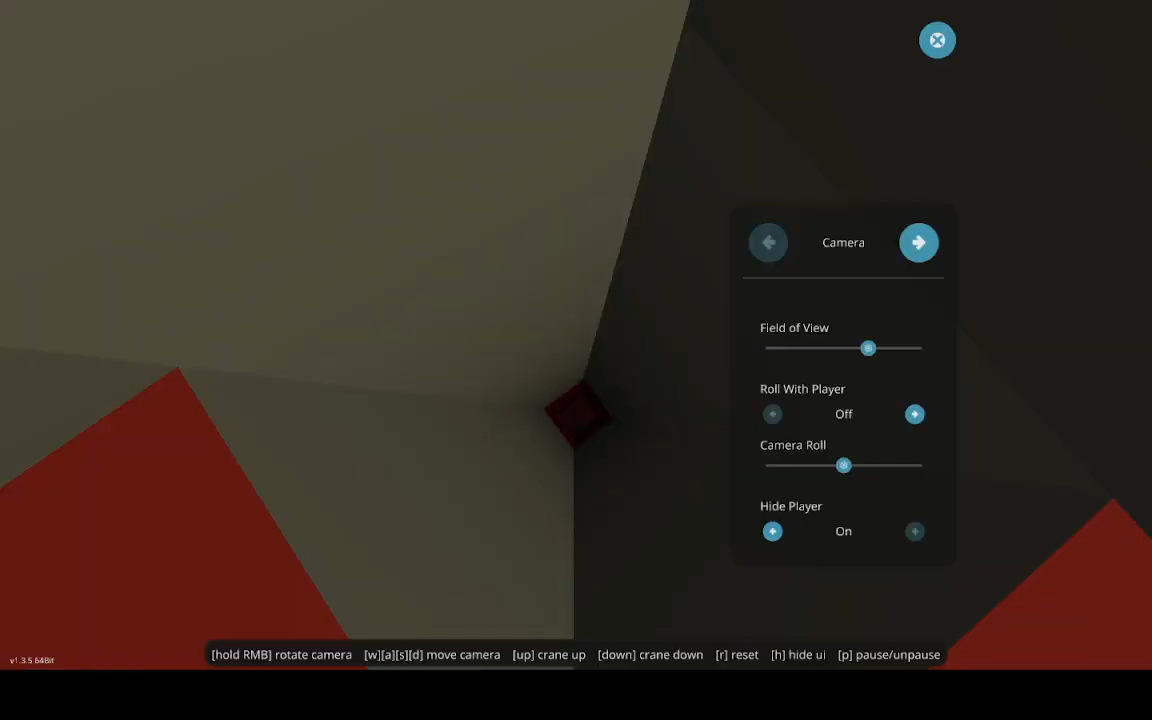 Camera
Field of View
Roll With Player
Off
Camera Roll
Hide Player
On
[hold RMB] rotate camera [w][a][s][d] move camera [up] crane up [down] crane down [r] reset [h] hide ui [p] pause/unpause
v1.3.5 64Bit